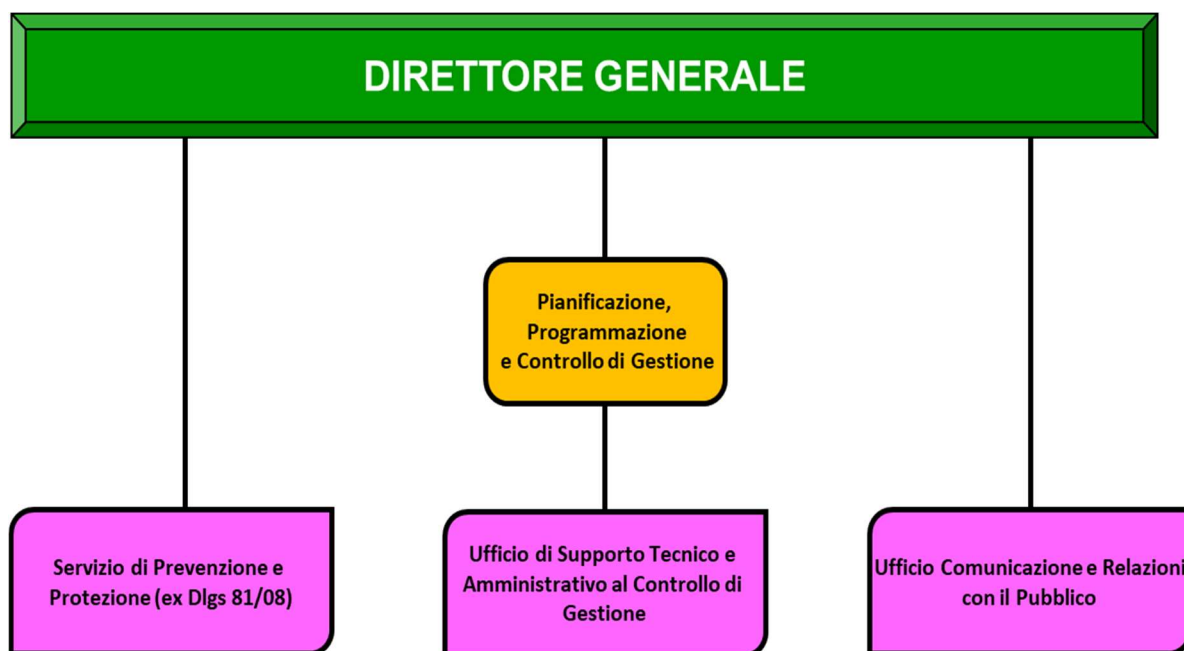 DIRETTORE GENERALE
Pianificazione,
Programmazione
e Controllo di Gestione
Servizio di Prevenzione e
Protezione (ex Dlgs 81/08)
Ufficio di Supporto Tecnico e
Amministrativo al Controllo di
Gestione
Ufficio Comunicazione e Relazioni
con il Pubblico